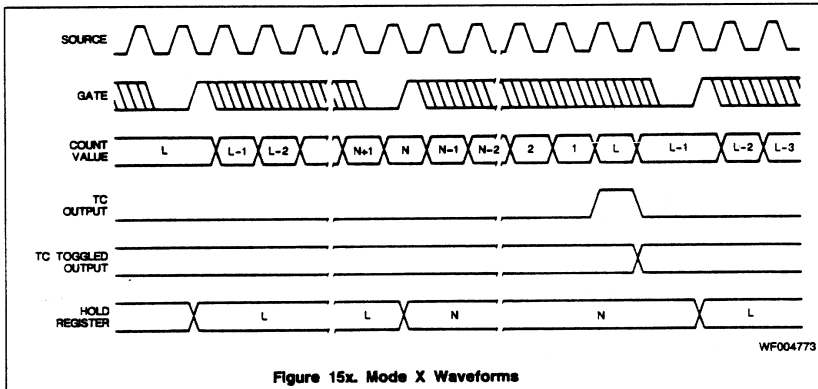 SOURCE
GATE
COUNT
VALUE
L L-1 L-2 N+1 N N-1 N-2 2 1 L L-1 L-2 L-3
TC
OUTPUT
TC TOGGLED
OUTPUT
HOLD
REGISTER
L L N N L
WF004773
Figure 15x. Mode X Waveforms